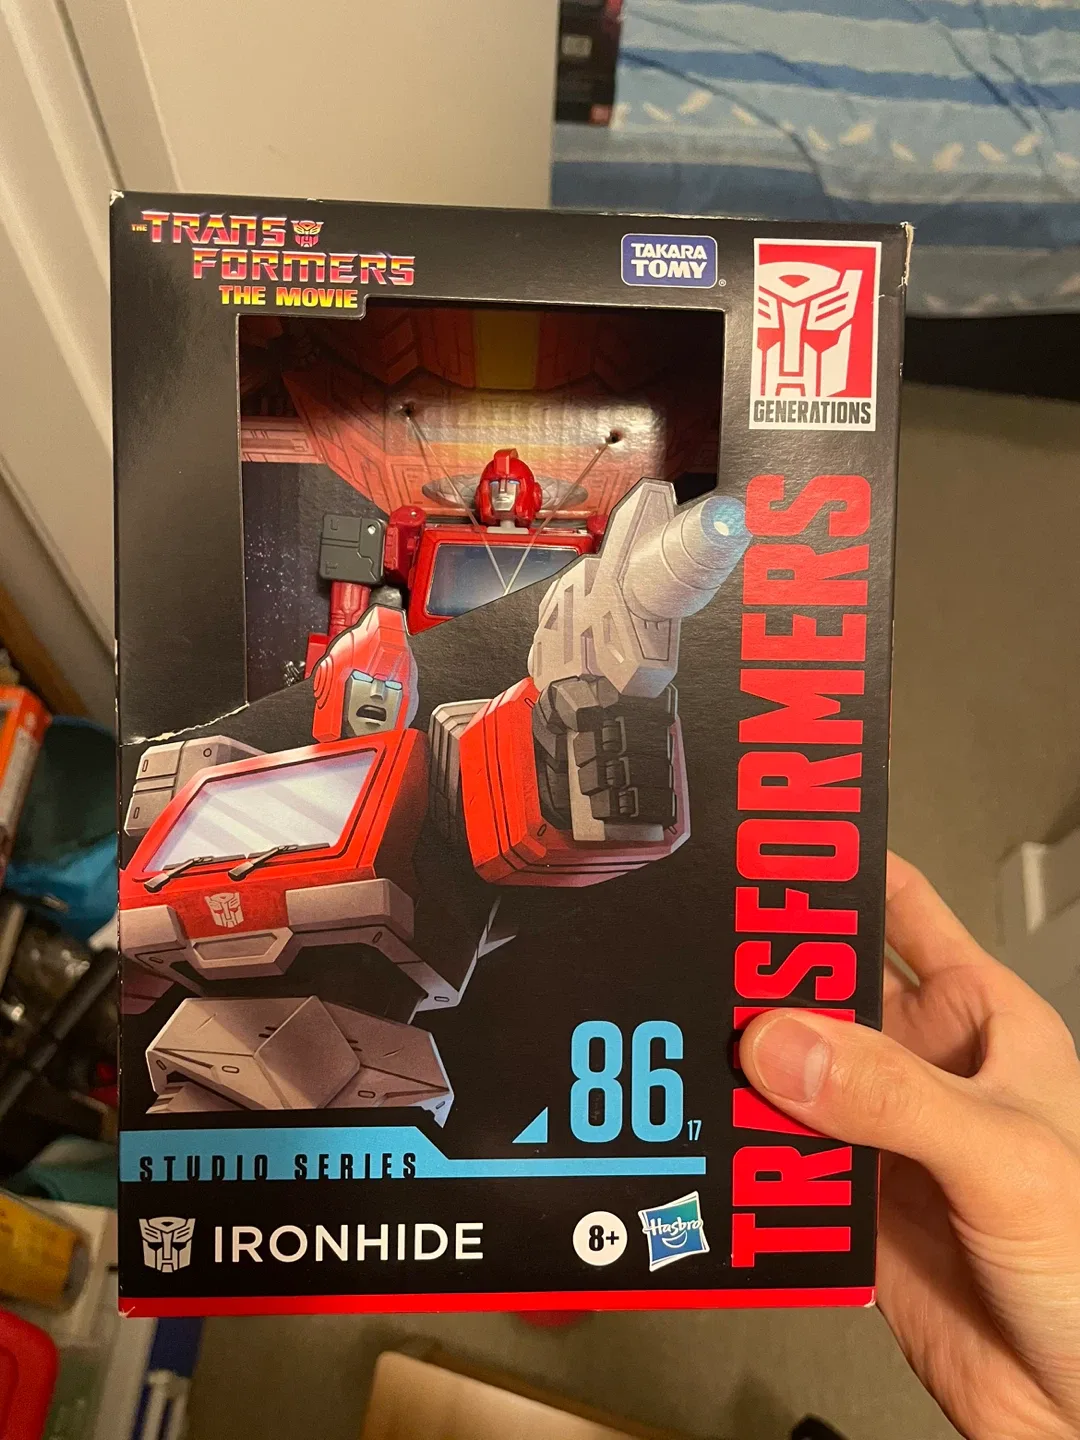 THE TRANSFORMERS
THE MOVIE
TAKARA
TOMY®
GENERATIONS
TRANSFORMERS
86
17
STUDIO SERIES
IRONHIDE
8+
Hasbro